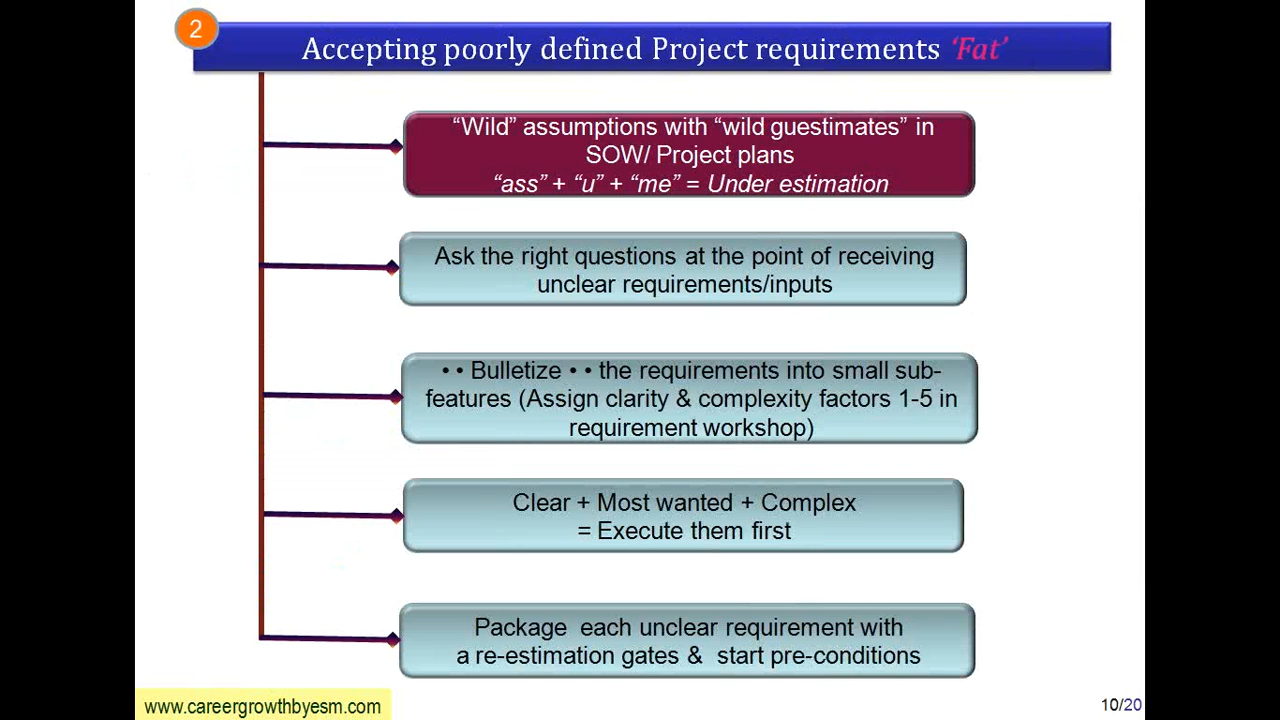 2
Accepting poorly defined Project requirements ‘Fat’
“Wild” assumptions with “wild guestimates” in
SOW/ Project plans
“ass” + “u” + “me” = Under estimation
Ask the right questions at the point of receiving
unclear requirements/inputs
• • Bulletize • • the requirements into small sub-
features (Assign clarity & complexity factors 1-5 in
requirement workshop)
Clear + Most wanted + Complex
= Execute them first
Package each unclear requirement with
a re-estimation gates & start pre-conditions
www.careergrowthbyesm.com
10/20